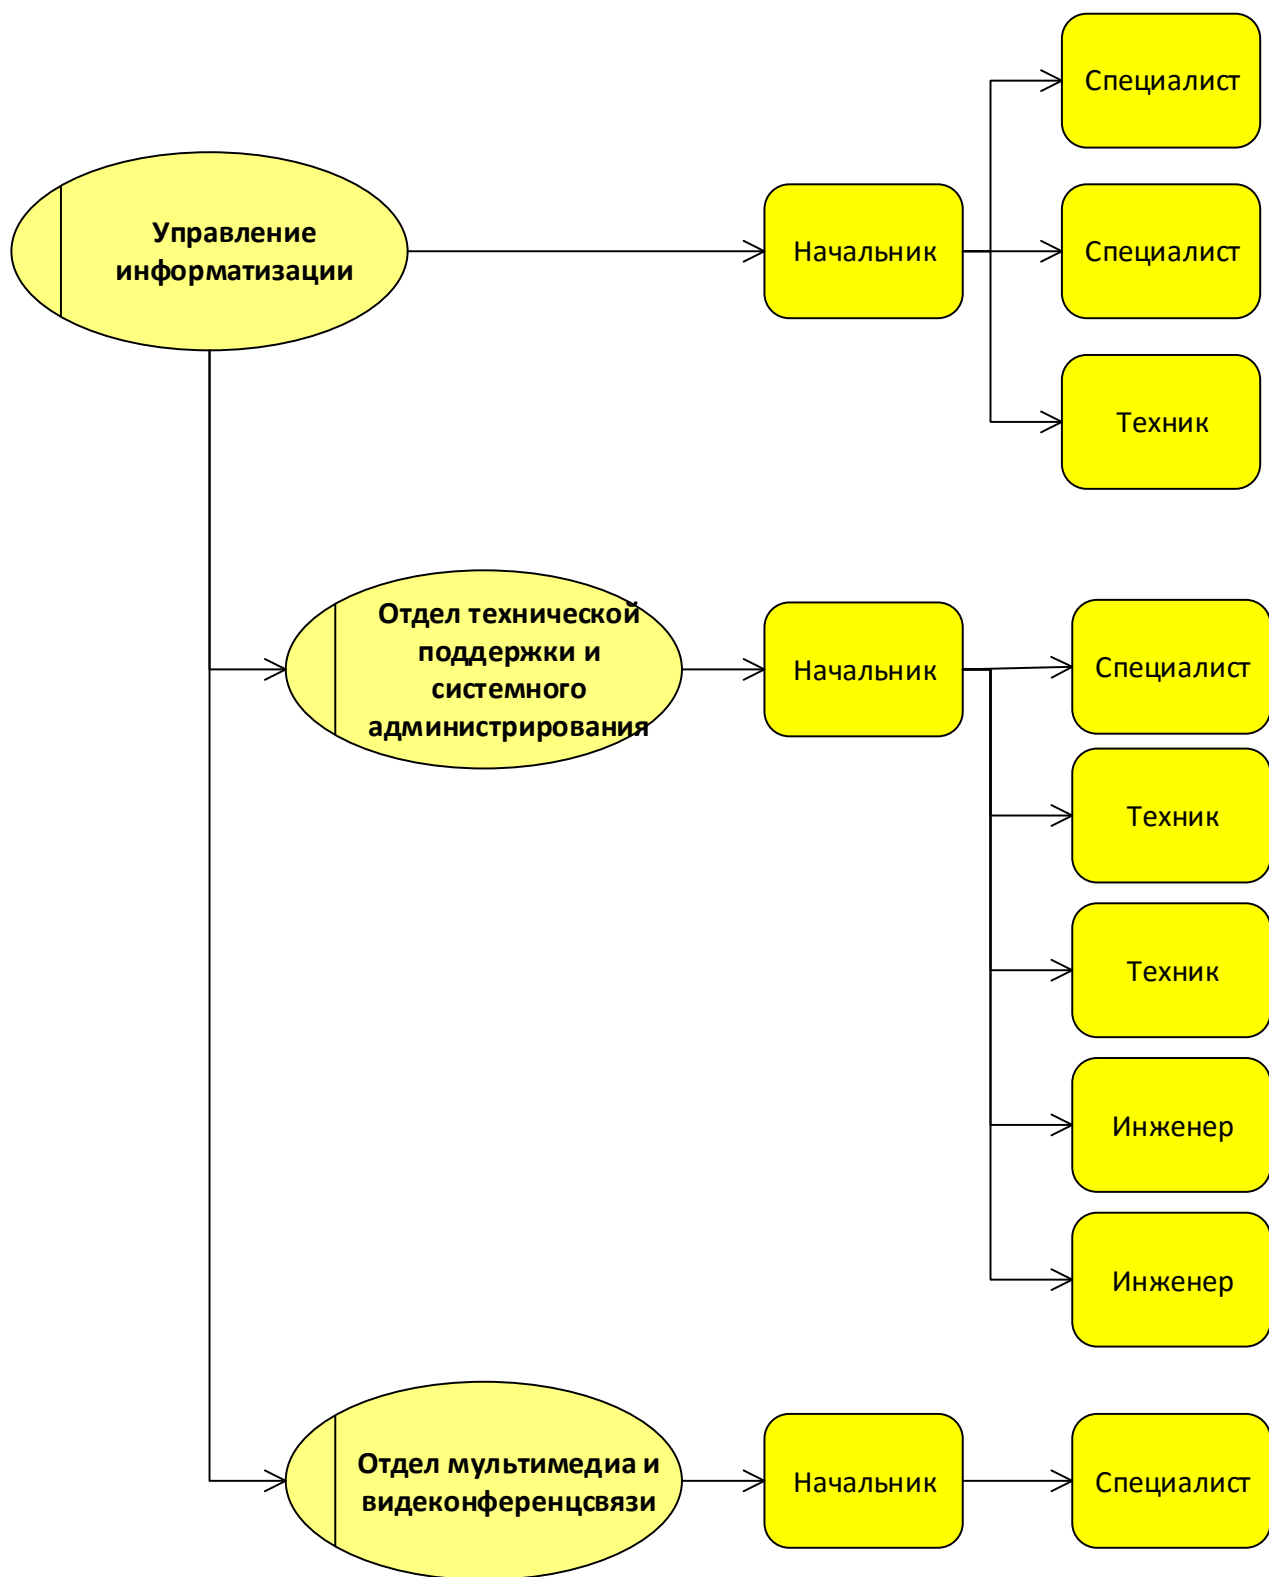 Специалист
Управление
информатизации
Начальник
Специалист
Техник
Отдел технической
поддержки и
системного
администрирования
Начальник
Специалист
Техник
Техник
Инженер
Инженер
Отдел мультимедиа и
видеконференцсвязи
Начальник
Специалист